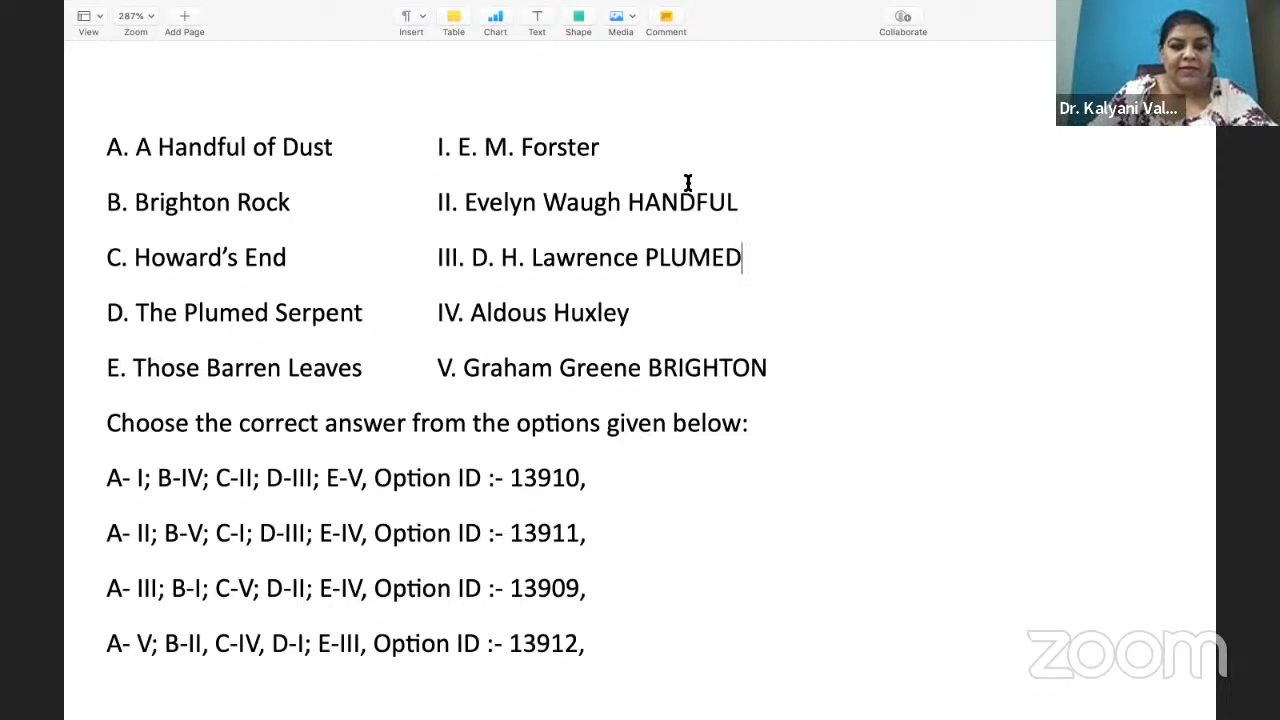 287%
View Zoom Add Page Insert Table Chart Text Shape Media Comment Collaborate
Dr. Kalyani Val...
A. A Handful of Dust I. E. M. Forster
B. Brighton Rock II. Evelyn Waugh HANDFUL
C. Howard’s End III. D. H. Lawrence PLUMED
D. The Plumed Serpent IV. Aldous Huxley
E. Those Barren Leaves V. Graham Greene BRIGHTON
Choose the correct answer from the options given below:
A- I; B-IV; C-II; D-III; E-V, Option ID :- 13910,
A- II; B-V; C-I; D-III; E-IV, Option ID :- 13911,
A- III; B-I; C-V; D-II; E-IV, Option ID :- 13909,
A- V; B-II, C-IV, D-I; E-III, Option ID :- 13912,
zoom